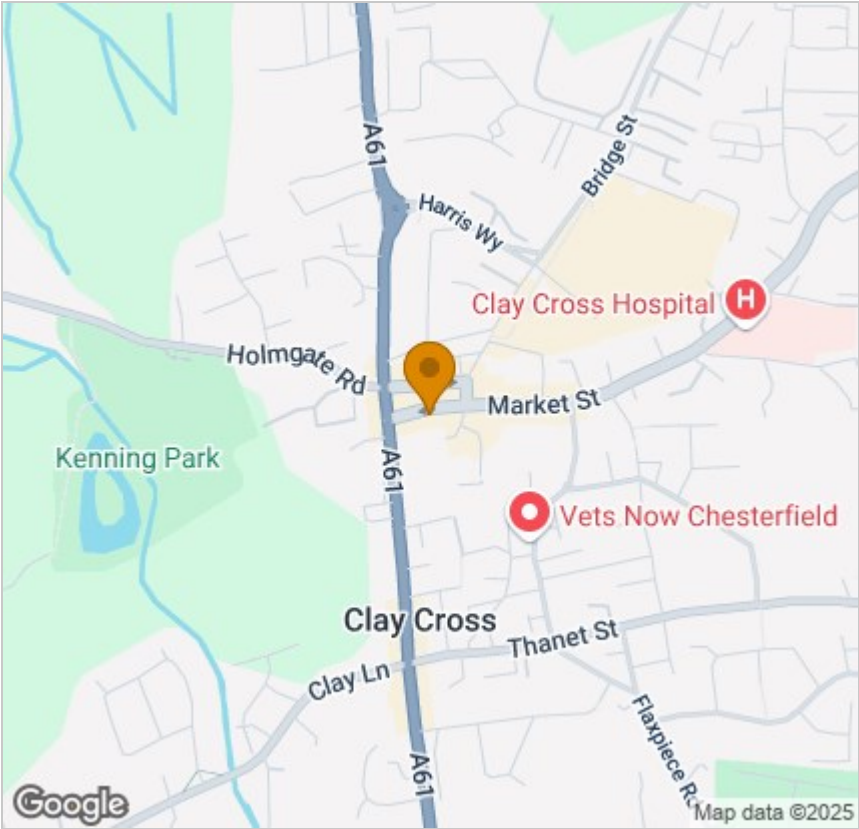 A61
Bridge St
Harris Wy
Clay Cross Hospital
H
Holmgate Rd
Market St
Kenning Park
A61
Vets Now Chesterfield
Clay Cross
Thanet St
Clay Ln
Flaxpiece Rd
A61
Google
Map data ©2025